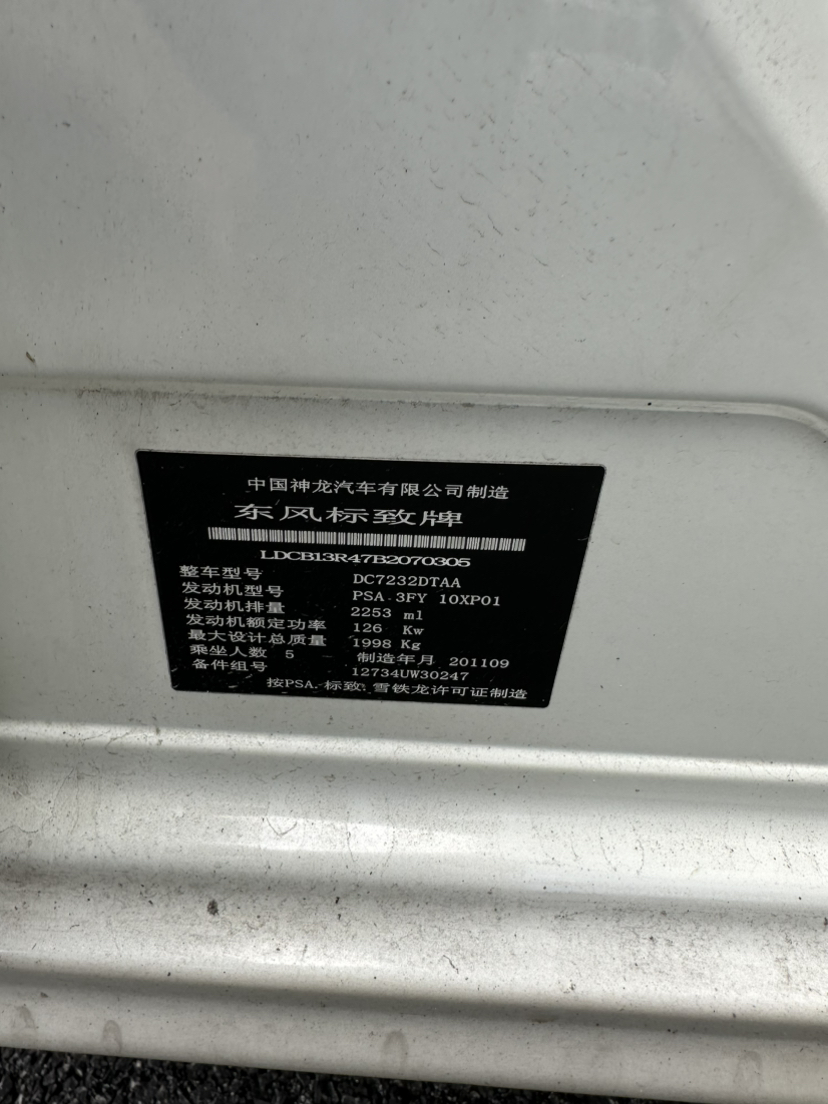 中国神龙汽车有限公司制造
东风标致牌
LDCB13R47B2070305
整车型号 DC7232DTAA
发动机型号 PSA 3FY 10XP01
发动机排量 2253 ml
发动机额定功率 126 Kw
最大设计总质量 1998 Kg
乘坐人数 5 制造年月 201109
备件组号 12734UW30247
按PSA.标致.雪铁龙许可证制造